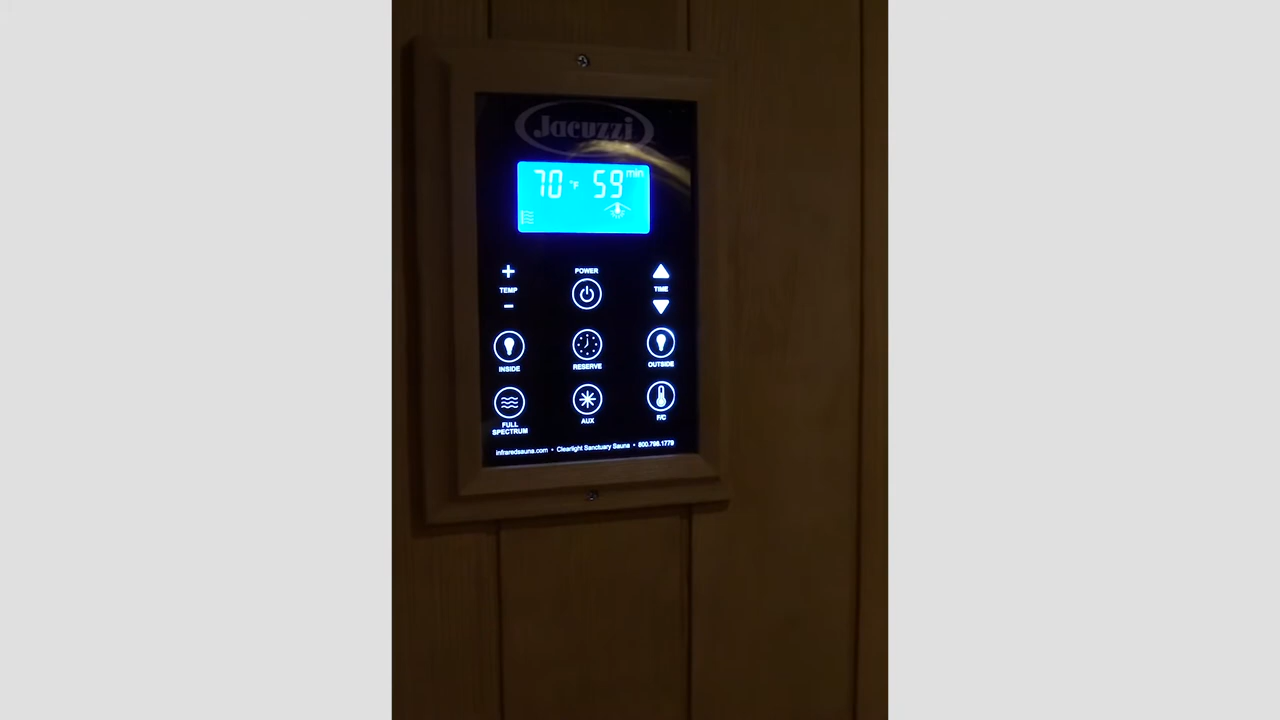 Jacuzzi
70 °F 59 min
+
TEMP
-
POWER
TIME
INSIDE
RESERVE
OUTSIDE
FULL
SPECTRUM
AUX
F/C
infraredsauna.com • Clearlight Sanctuary Sauna • 800.798.1779